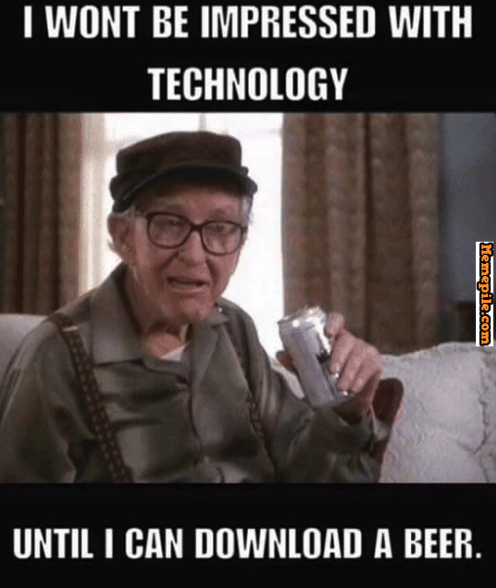 I WONT BE IMPRESSED WITH
TECHNOLOGY
Memepile.com
UNTIL I CAN DOWNLOAD A BEER.